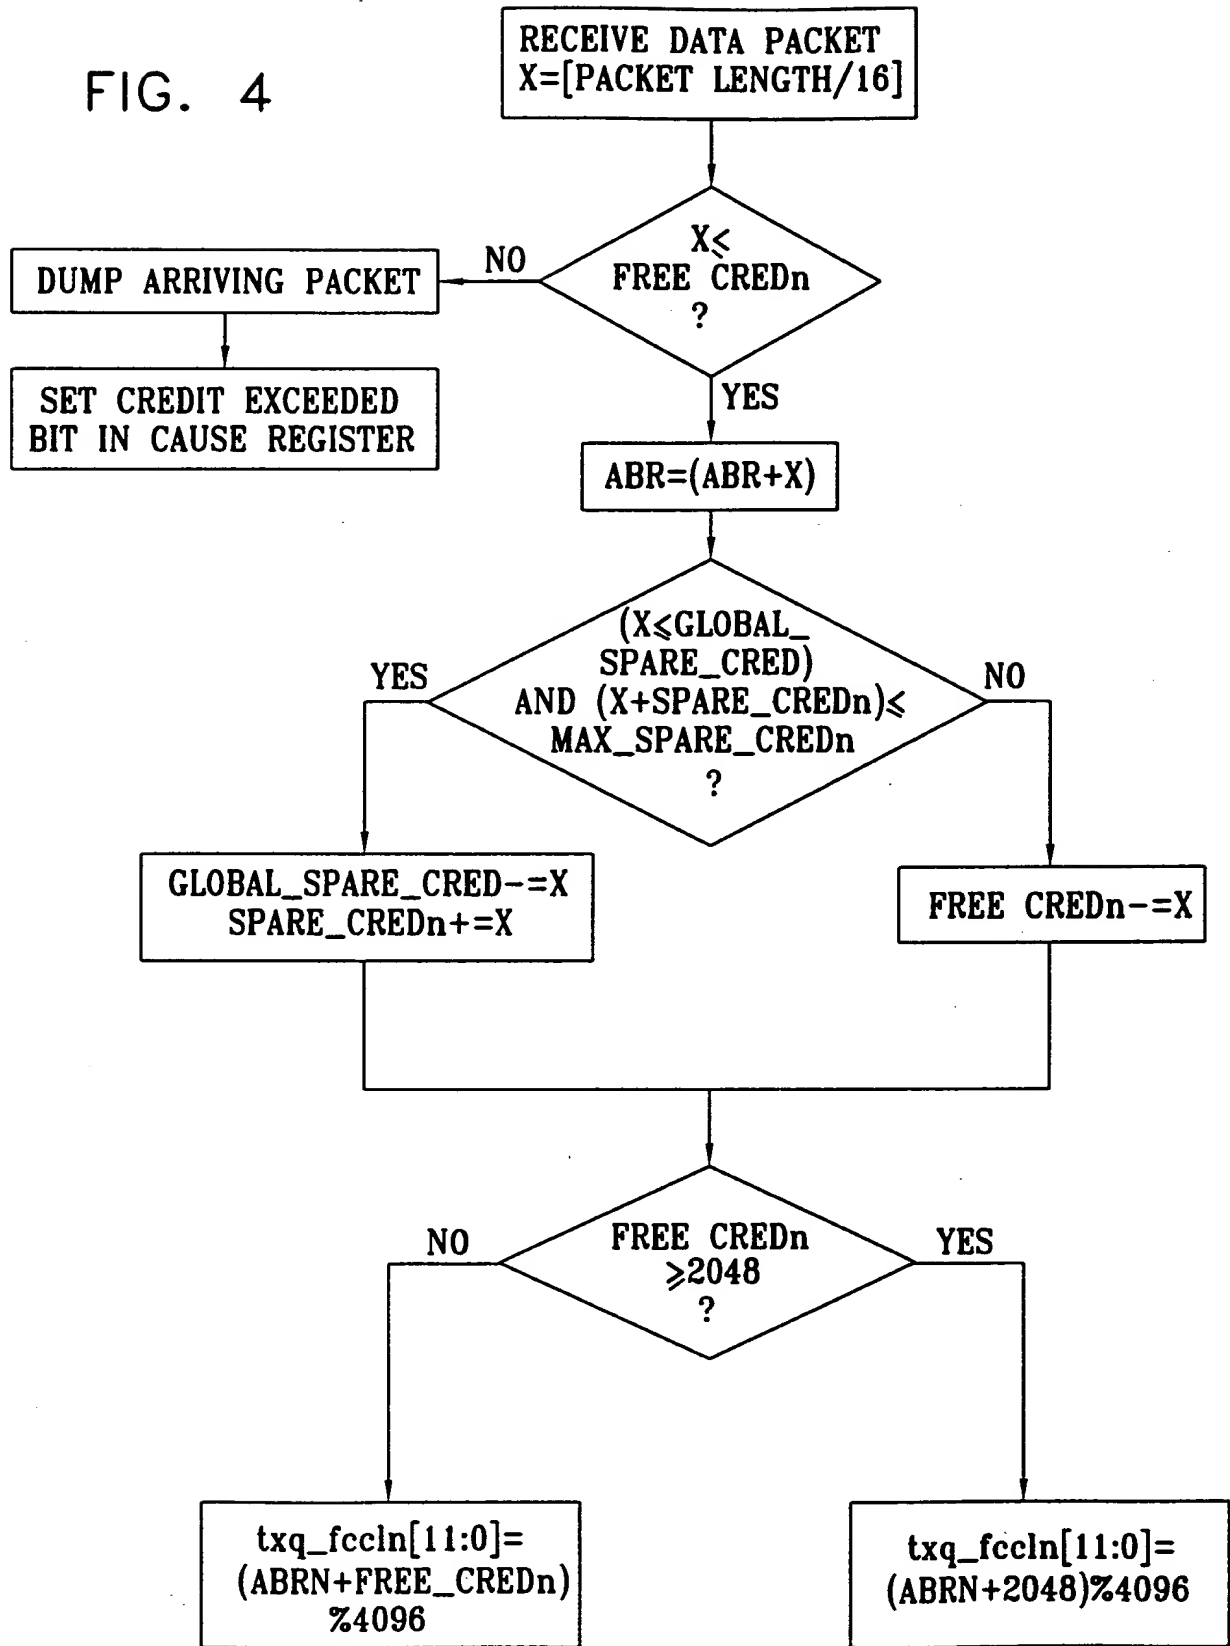 FIG. 4
RECEIVE DATA PACKET
X=[PACKET LENGTH/16]
X≤
FREE CREDn
?
NO
DUMP ARRIVING PACKET
SET CREDIT EXCEEDED
BIT IN CAUSE REGISTER
YES
ABR=(ABR+X)
(X≤GLOBAL_
SPARE_CRED)
AND (X+SPARE_CREDn)≤
MAX_SPARE_CREDn
?
YES
NO
GLOBAL_SPARE_CRED-=X
SPARE_CREDn+=X
FREE CREDn-=X
FREE CREDn
≥2048
?
NO
YES
txq_fccln[11:0]=
(ABRN+FREE_CREDn)
%4096
txq_fccln[11:0]=
(ABRN+2048)%4096